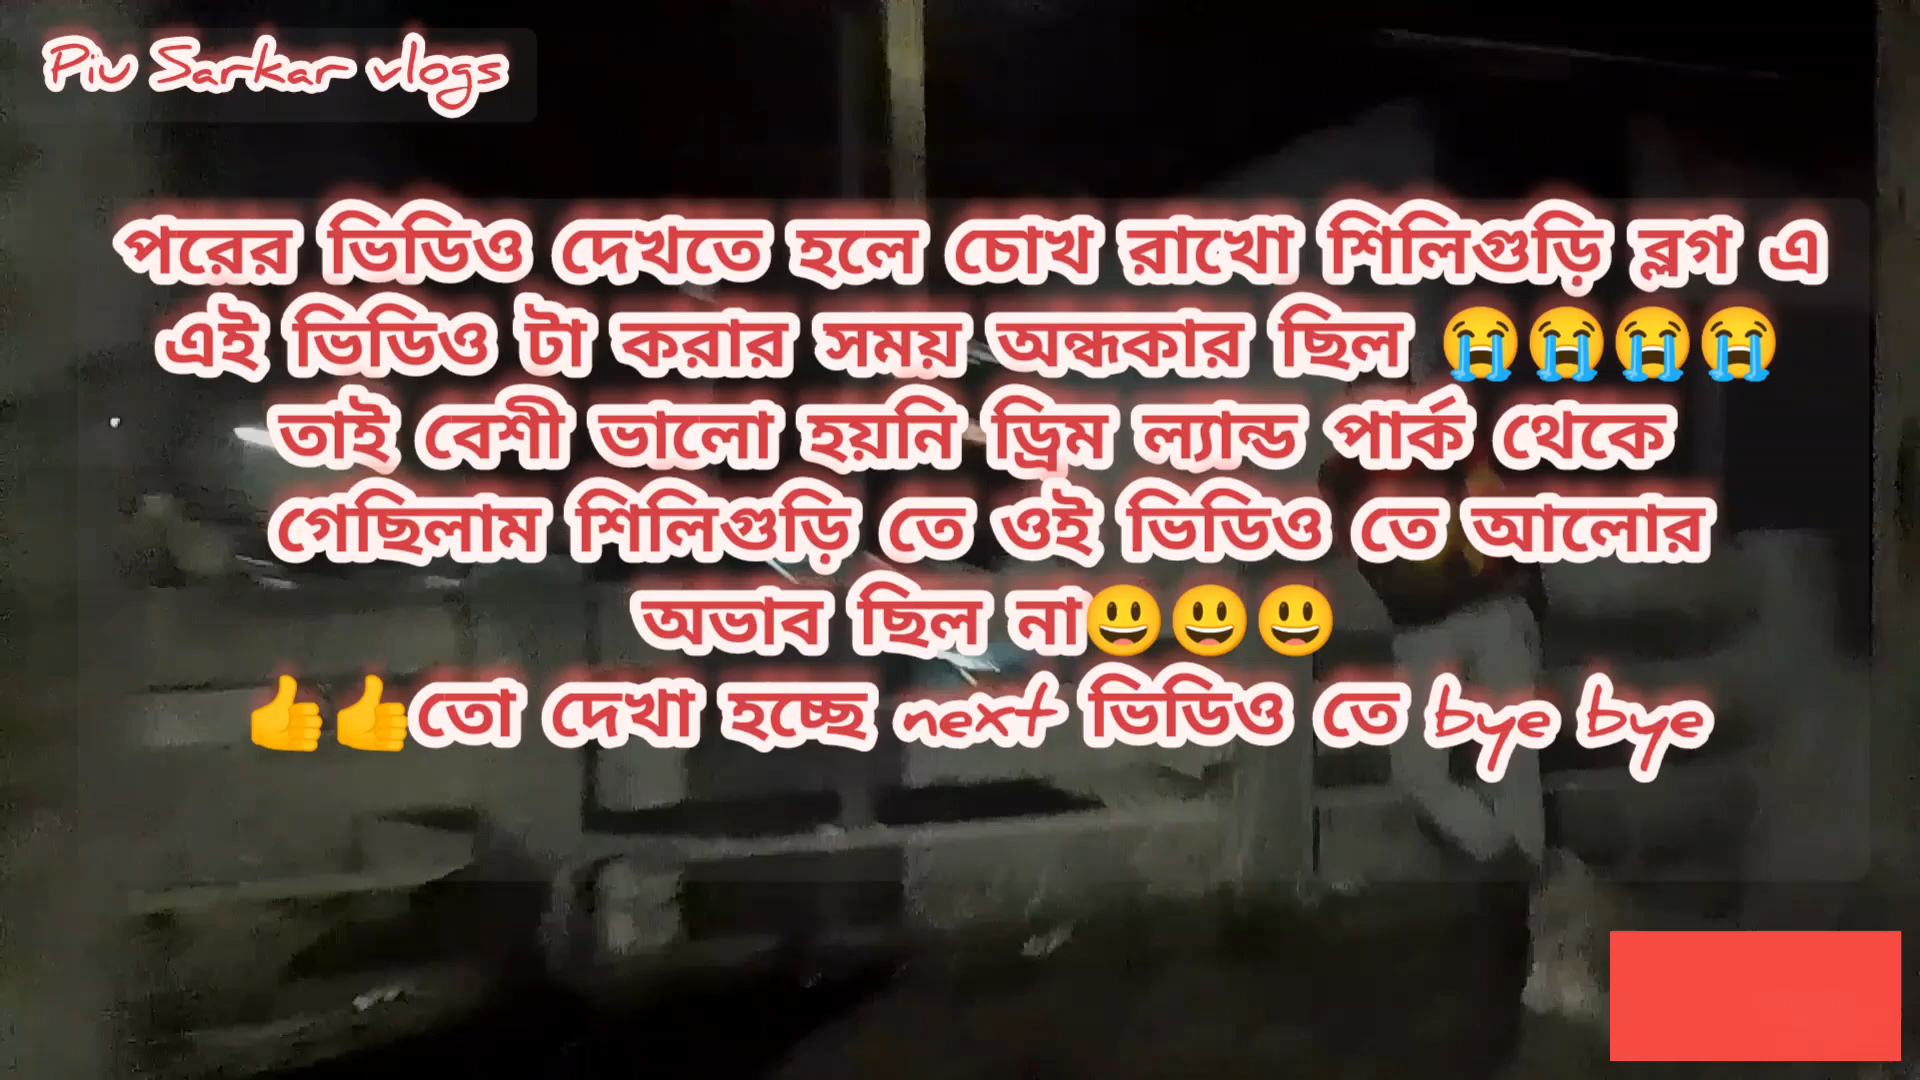 Piu Sarkar vlogs
পরের ভিডিও দেখতে হলে চোখ রাখো শিলিগুড়ি ব্লগ এ
এই ভিডিও টা করার সময় অন্ধকার ছিল 😭😭😭😭
তাই বেশী ভালো হয়নি ড্রিম ল্যান্ড পার্ক থেকে
গেছিলাম শিলিগুড়ি তে ওই ভিডিও তে আলোর
অভাব ছিল না😃😃😃
👍👍তো দেখা হচ্ছে next ভিডিও তে bye bye